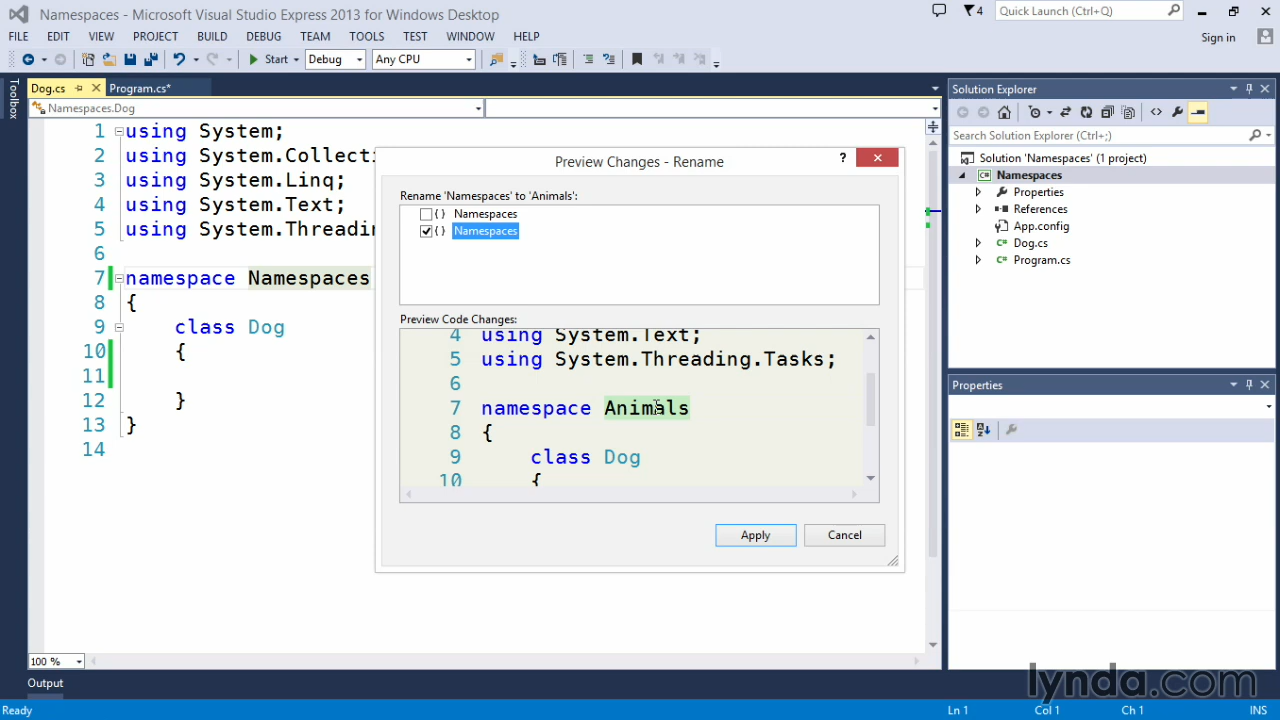 Namespaces - Microsoft Visual Studio Express 2013 for Windows Desktop
4
Quick Launch (Ctrl+Q)
FILE EDIT VIEW PROJECT BUILD DEBUG TEAM TOOLS TEST WINDOW HELP
Sign in
Start Debug Any CPU
Toolbox
Dog.cs Program.cs*
Namespaces.Dog
1 using System;
2 using System.Collecti
3 using System.Linq;
4 using System.Text;
5 using System.Threadin
6
7 namespace Namespaces
8 {
9 class Dog
10 {
11
12 }
13 }
14
100 %
Preview Changes - Rename
?
Rename 'Namespaces' to 'Animals':
{ } Namespaces
{ } Namespaces
Preview Code Changes:
4 using System.Text;
5 using System.Threading.Tasks;
6
7 namespace Animals
8 {
9 class Dog
10 {
Apply Cancel
Solution Explorer
Search Solution Explorer (Ctrl+;)
Solution 'Namespaces' (1 project)
C# Namespaces
Properties
References
App.config
C# Dog.cs
C# Program.cs
Properties
Output
lynda.com
Ready Ln 1 Col 1 Ch 1 INS